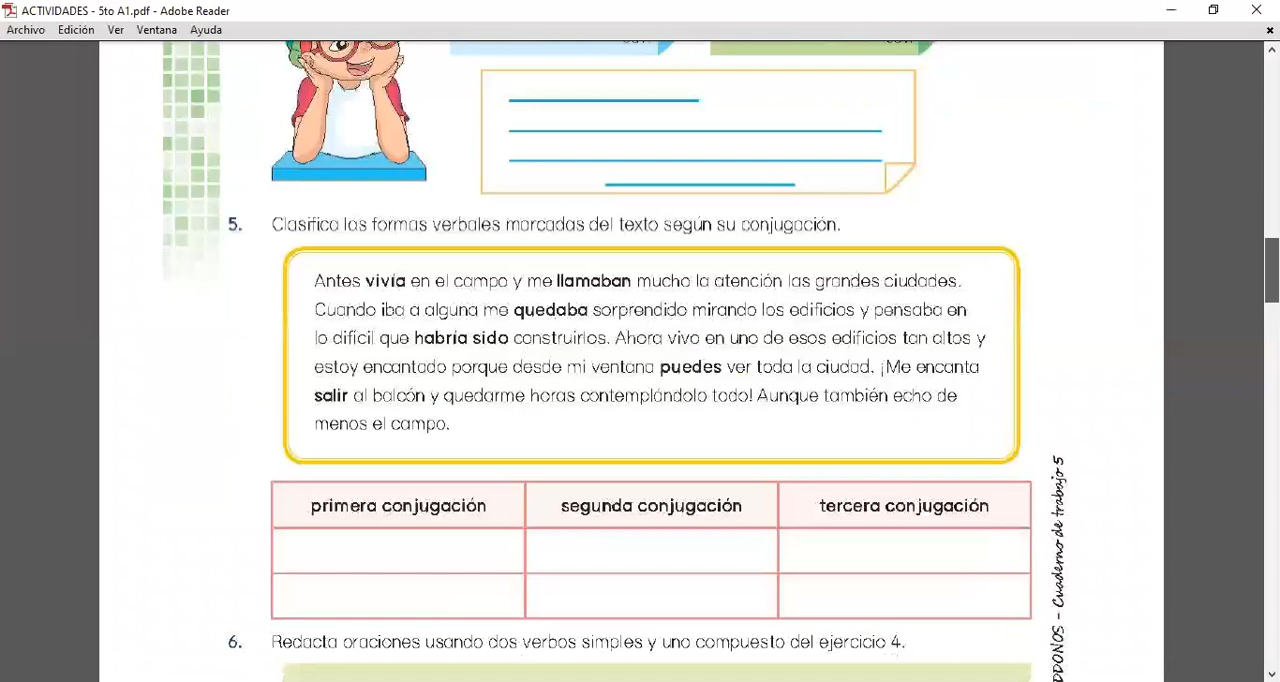 ACTIVIDADES - 5to A1.pdf - Adobe Reader
Archivo Edición Ver Ventana Ayuda
5. Clasifica las formas verbales marcadas del texto según su conjugación.
Antes vivía en el campo y me llamaban mucho la atención las grandes ciudades.
Cuando iba a alguna me quedaba sorprendido mirando los edificios y pensaba en
lo difícil que habría sido construirlos. Ahora vivo en uno de esos edificios tan altos y
estoy encantado porque desde mi ventana puedes ver toda la ciudad. ¡Me encanta
salir al balcón y quedarme horas contemplándolo todo! Aunque también echo de
menos el campo.
primera conjugación segunda conjugación tercera conjugación
6. Redacta oraciones usando dos verbos simples y uno compuesto del ejercicio 4.
DDONOS - Cuaderno de trabajo 5